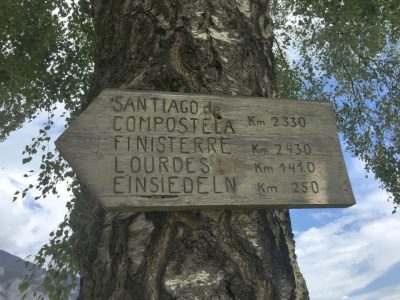 SANTIAGO de
COMPOSTELA Km 2330
FINISTERRE Km 2430
LOURDES Km 1410
EINSIEDELN Km 250